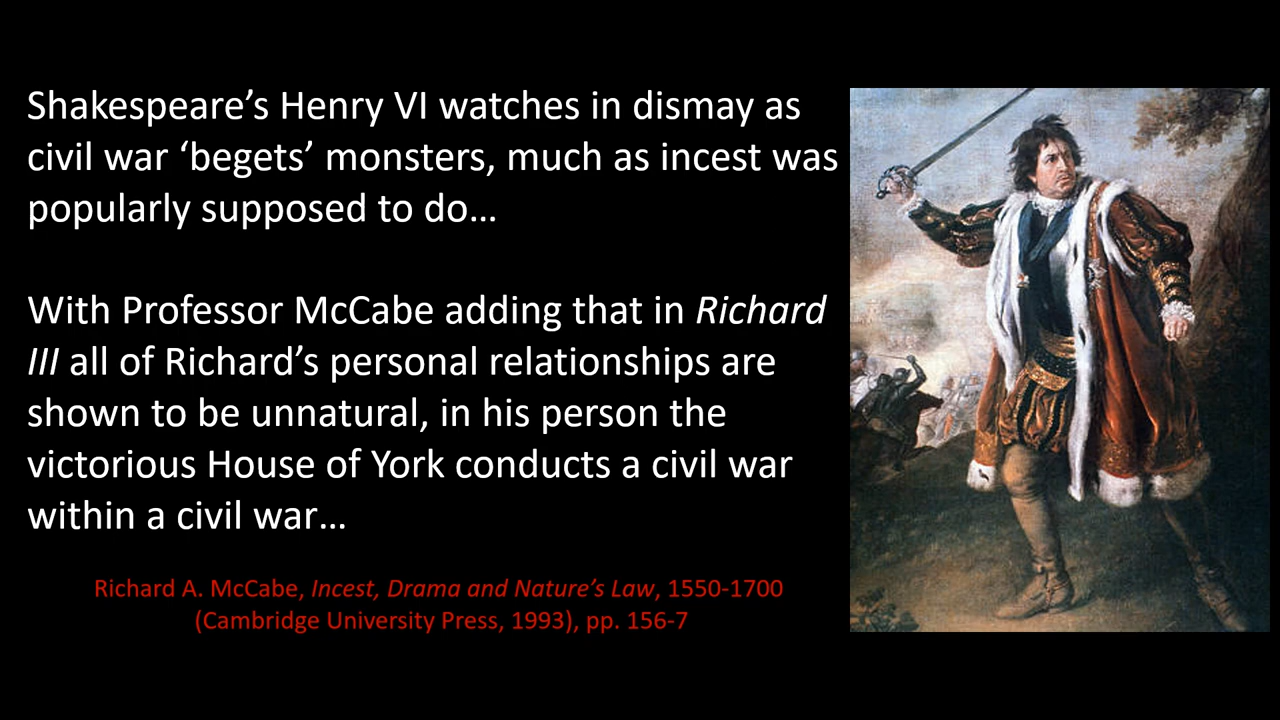 Shakespeare’s Henry VI watches in dismay as
civil war ‘begets’ monsters, much as incest was
popularly supposed to do…
With Professor McCabe adding that in Richard
III all of Richard’s personal relationships are
shown to be unnatural, in his person the
victorious House of York conducts a civil war
within a civil war…
Richard A. McCabe, Incest, Drama and Nature’s Law, 1550-1700
(Cambridge University Press, 1993), pp. 156-7